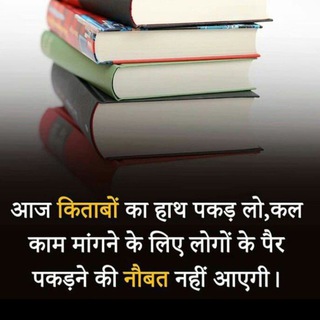 आज किताबों का हाथ पकड़ लो,कल
काम मांगने के लिए लोगों के पैर
पकड़ने की नौबत नहीं आएगी।